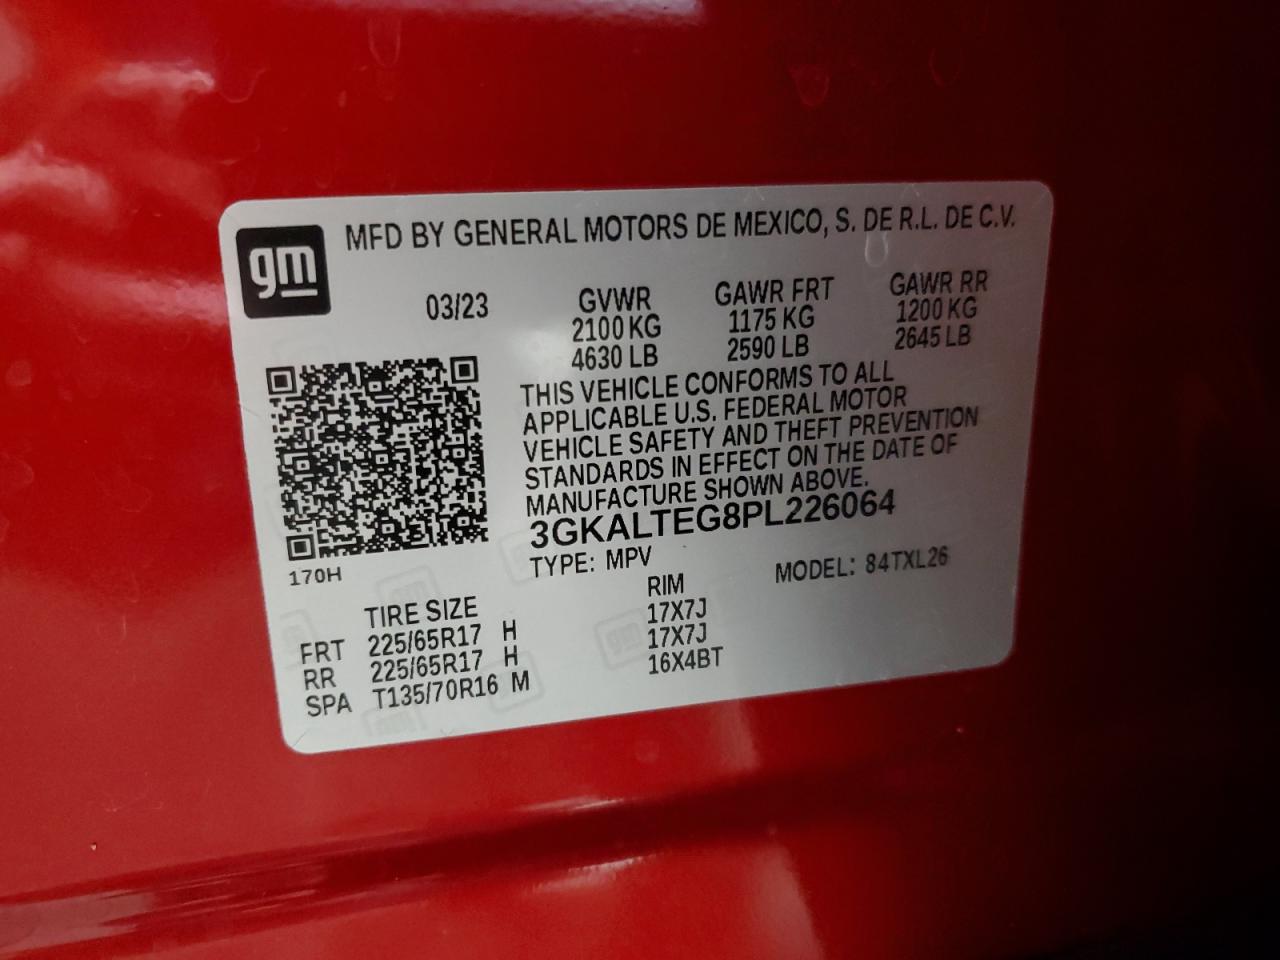 gm
MFD BY GENERAL MOTORS DE MEXICO, S. DE R.L. DE C.V.
03/23 GVWR GAWR FRT GAWR RR
2100 KG 1175 KG 1200 KG
4630 LB 2590 LB 2645 LB
THIS VEHICLE CONFORMS TO ALL
APPLICABLE U.S. FEDERAL MOTOR
VEHICLE SAFETY AND THEFT PREVENTION
STANDARDS IN EFFECT ON THE DATE OF
MANUFACTURE SHOWN ABOVE.
3GKALTEG8PL226064
170H
TYPE: MPV MODEL: 84TXL26
TIRE SIZE RIM
FRT 225/65R17 H 17X7J
RR 225/65R17 H 17X7J
SPA T135/70R16 M 16X4BT
gm